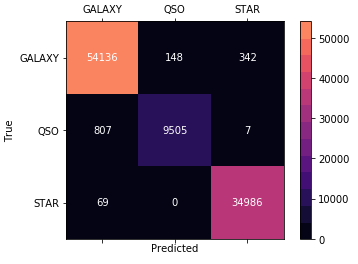 GALAXY QSO STAR
GALAXY 54136 148 342
QSO 807 9505 7
STAR 69 0 34986
True
Predicted
50000
40000
30000
20000
10000
0